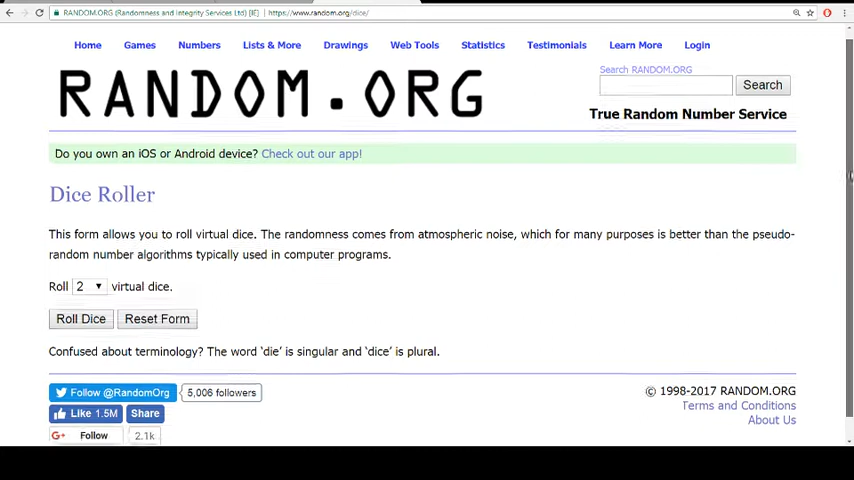 RANDOM.ORG (Randomness and Integrity Services Ltd) [IE] | https://www.random.org/dice/
Home Games Numbers Lists & More Drawings Web Tools Statistics Testimonials Learn More Login
Search RANDOM.ORG
RANDOM.ORG
Search
True Random Number Service
Do you own an iOS or Android device? Check out our app!
Dice Roller
This form allows you to roll virtual dice. The randomness comes from atmospheric noise, which for many purposes is better than the pseudo-
random number algorithms typically used in computer programs.
Roll 2 virtual dice.
Roll Dice Reset Form
Confused about terminology? The word ‘die’ is singular and ‘dice’ is plural.
Follow @RandomOrg 5,006 followers
© 1998-2017 RANDOM.ORG
Like 1.5M Share
Terms and Conditions
About Us
G+ Follow 2.1k